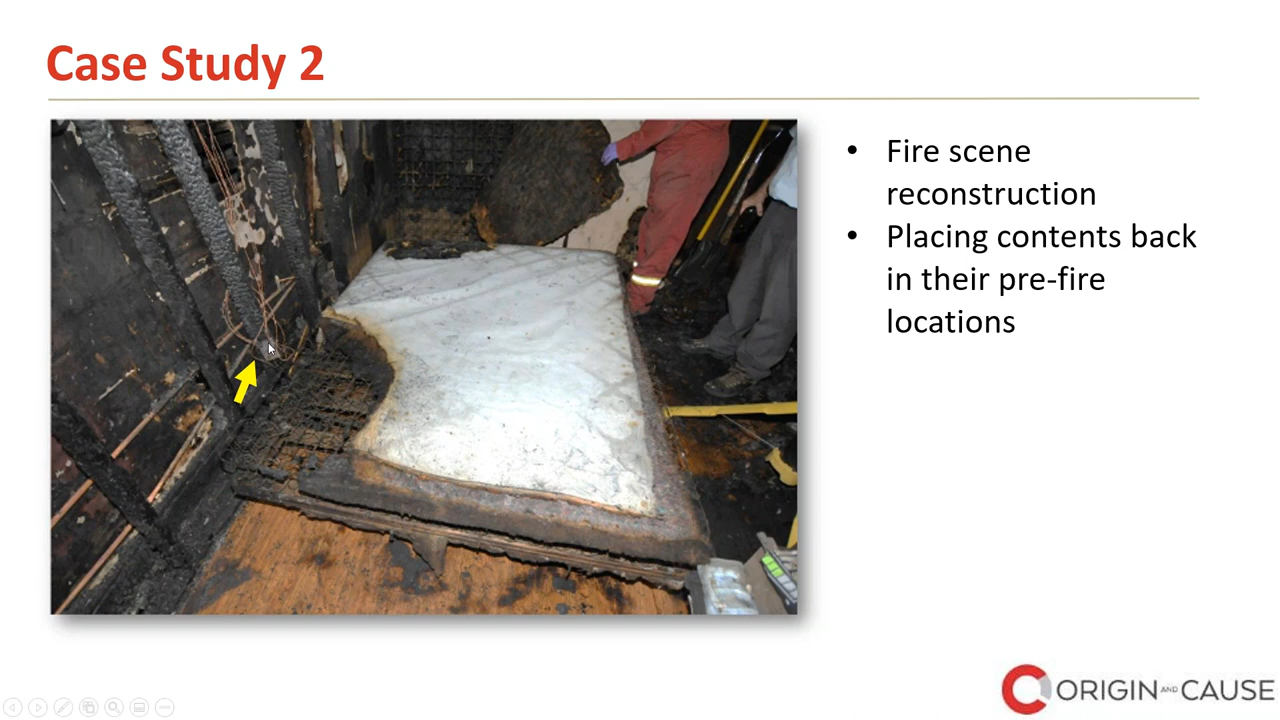 Case Study 2
• Fire scene
reconstruction
• Placing contents back
in their pre-fire
locations
ORIGIN AND CAUSE